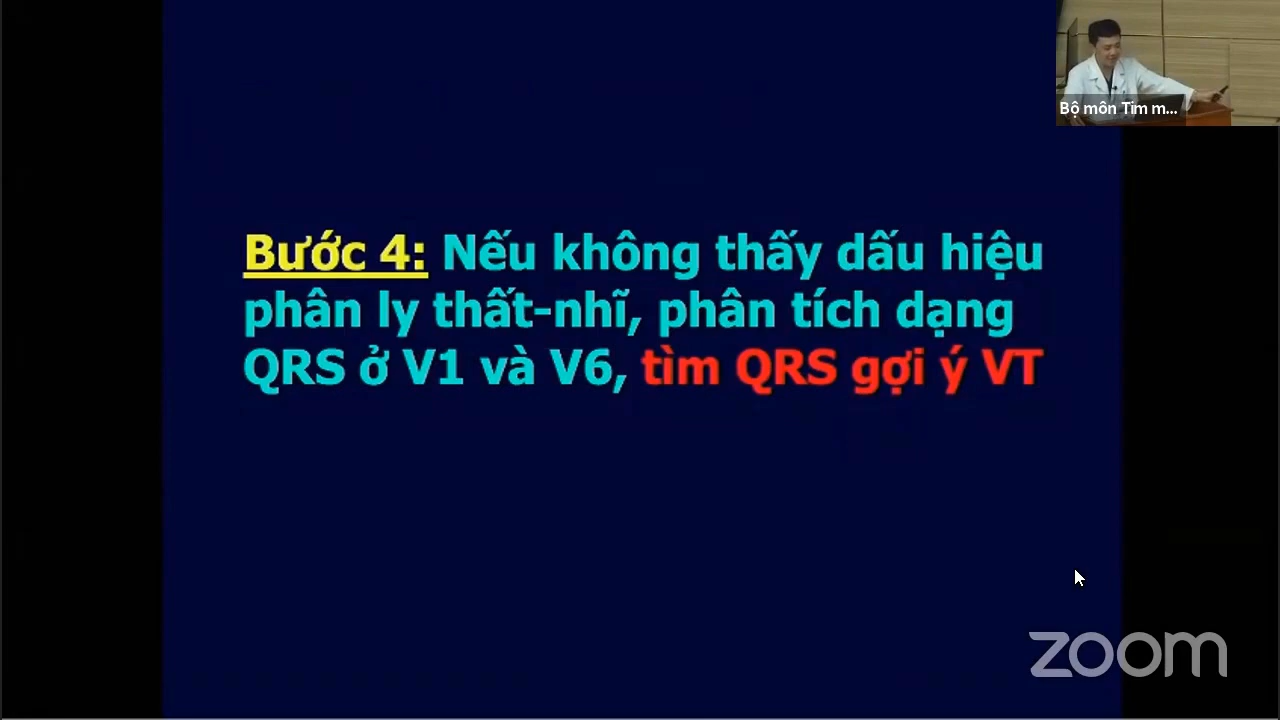 Bộ môn Tim m...
Bước 4: Nếu không thấy dấu hiệu
phân ly thất-nhĩ, phân tích dạng
QRS ở V1 và V6, tìm QRS gợi ý VT
zoom